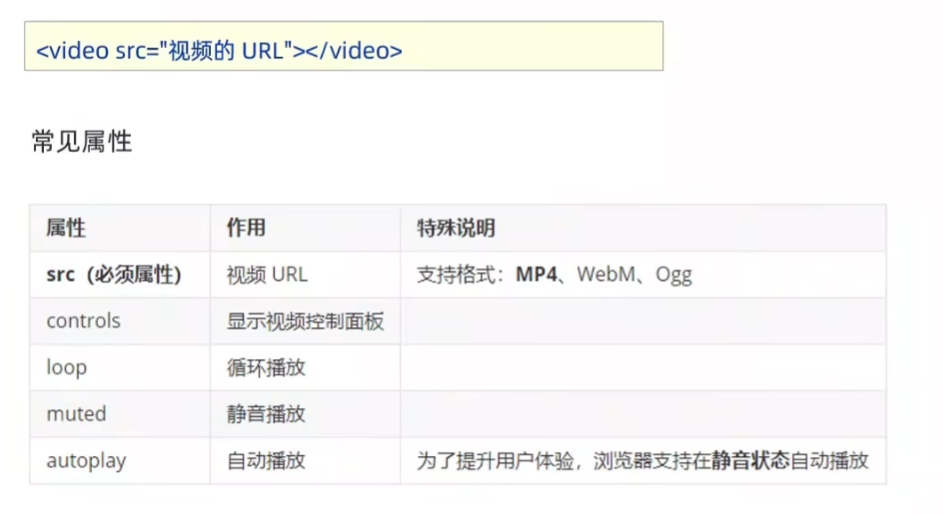 <video src="视频的 URL"></video>
常见属性
属性 作用 特殊说明
src（必须属性） 视频 URL 支持格式：MP4、WebM、Ogg
controls 显示视频控制面板
loop 循环播放
muted 静音播放
autoplay 自动播放 为了提升用户体验，浏览器支持在静音状态自动播放